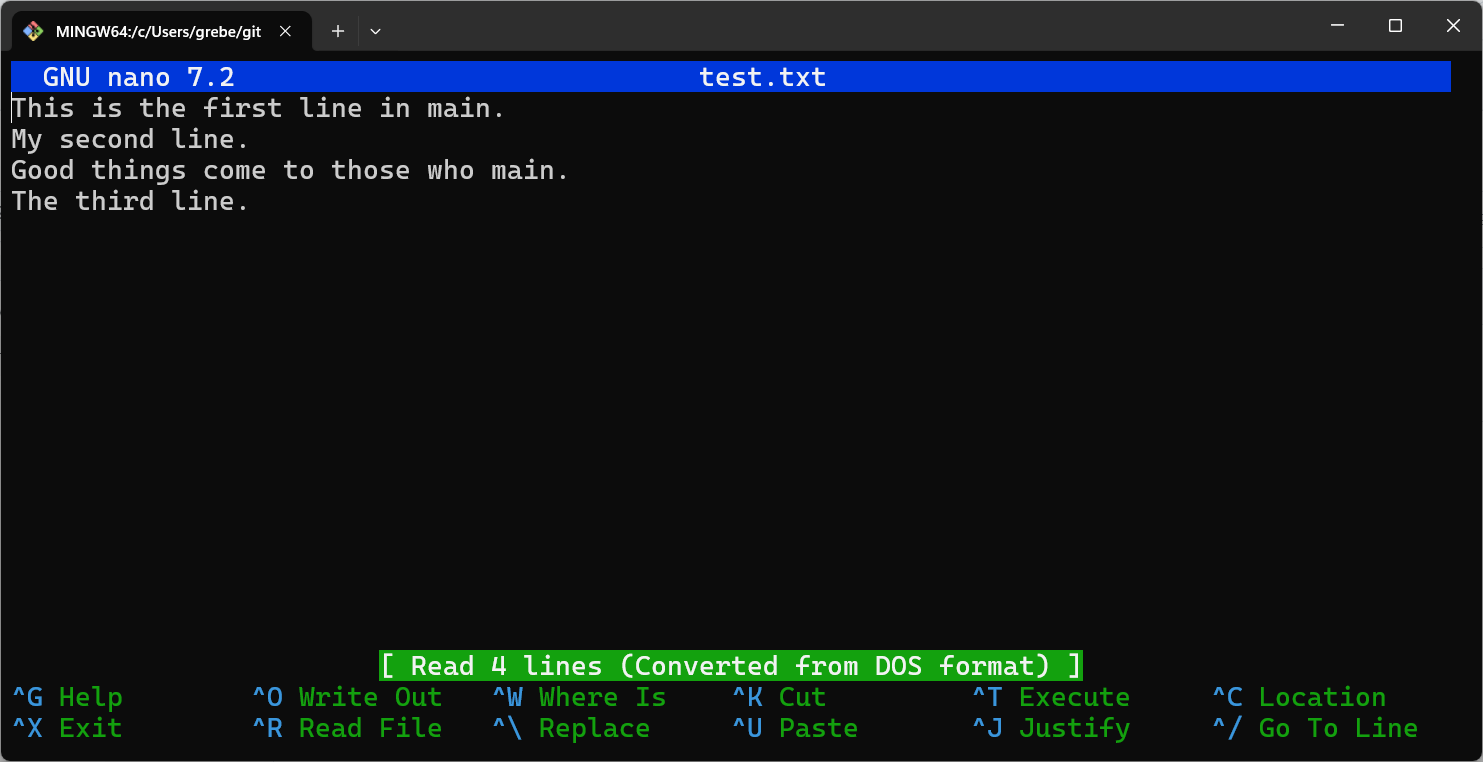 MINGW64:/c/Users/grebe/git
GNU nano 7.2 test.txt
This is the first line in main.
My second line.
Good things come to those who main.
The third line.
[ Read 4 lines (Converted from DOS format) ]
^G Help ^O Write Out ^W Where Is ^K Cut ^T Execute ^C Location
^X Exit ^R Read File ^\ Replace ^U Paste ^J Justify ^/ Go To Line